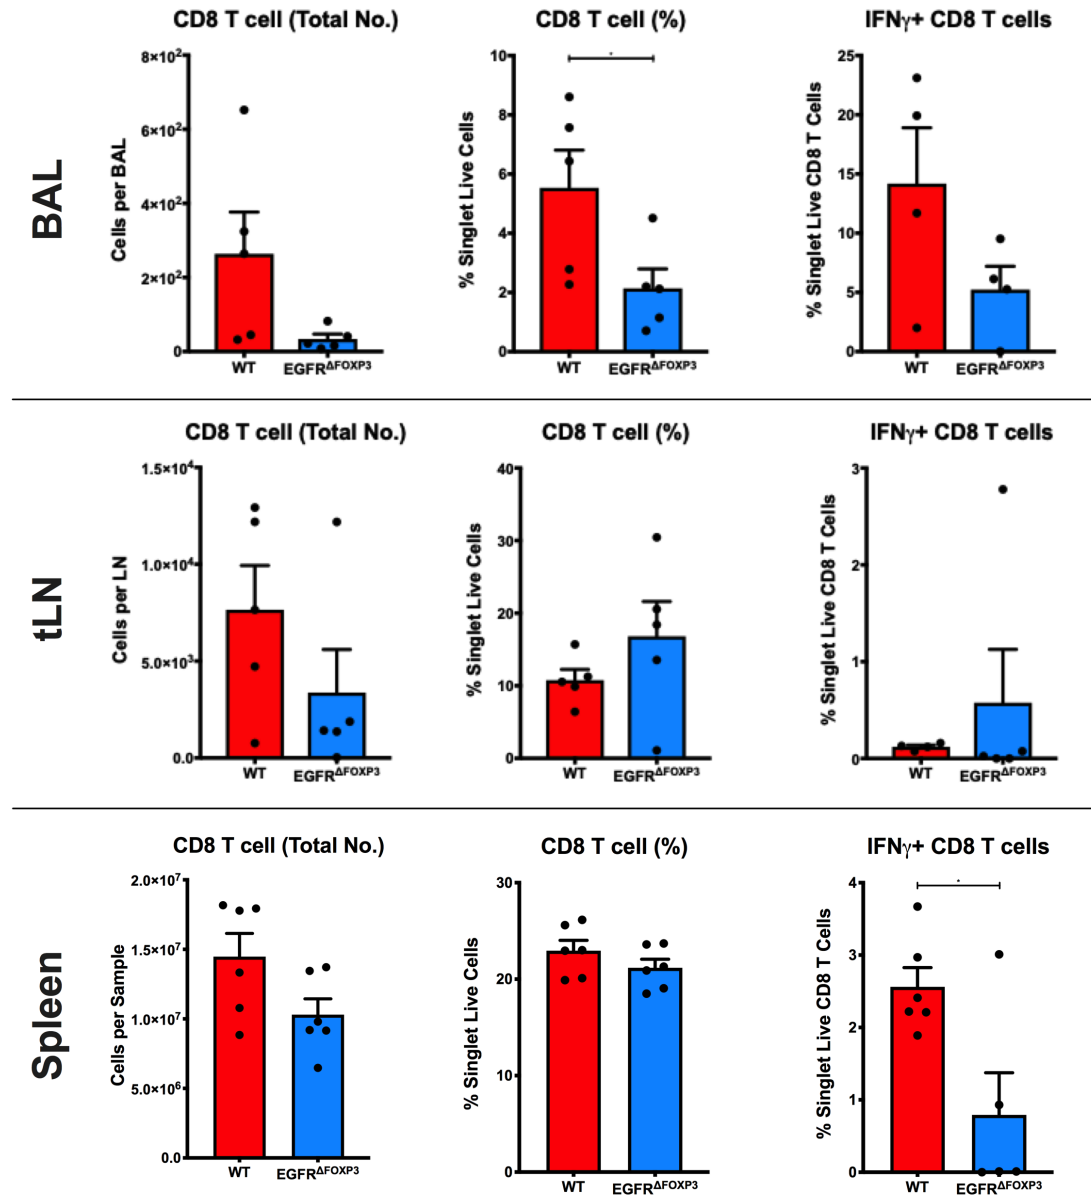 BAL
CD8 T cell (Total No.)
Cells per BAL
8×10²
6×10²
4×10²
2×10²
0
WT
EGFRΔFOXP3
CD8 T cell (%)
% Singlet Live Cells
10
8
6
4
2
0
*
WT
EGFRΔFOXP3
IFNγ+ CD8 T cells
% Singlet Live CD8 T Cells
25
20
15
10
5
0
WT
EGFRΔFOXP3
tLN
CD8 T cell (Total No.)
Cells per LN
1.5×10⁴
1.0×10⁴
5.0×10³
0.0
WT
EGFRΔFOXP3
CD8 T cell (%)
% Singlet Live Cells
40
30
20
10
0
WT
EGFRΔFOXP3
IFNγ+ CD8 T cells
% Singlet Live CD8 T Cells
3
2
1
0
WT
EGFRΔFOXP3
Spleen
CD8 T cell (Total No.)
Cells per Sample
2.0×10⁷
1.5×10⁷
1.0×10⁷
5.0×10⁶
0.0
WT
EGFRΔFOXP3
CD8 T cell (%)
% Singlet Live Cells
30
20
10
0
WT
EGFRΔFOXP3
IFNγ+ CD8 T cells
% Singlet Live CD8 T Cells
4
3
2
1
0
*
WT
EGFRΔFOXP3